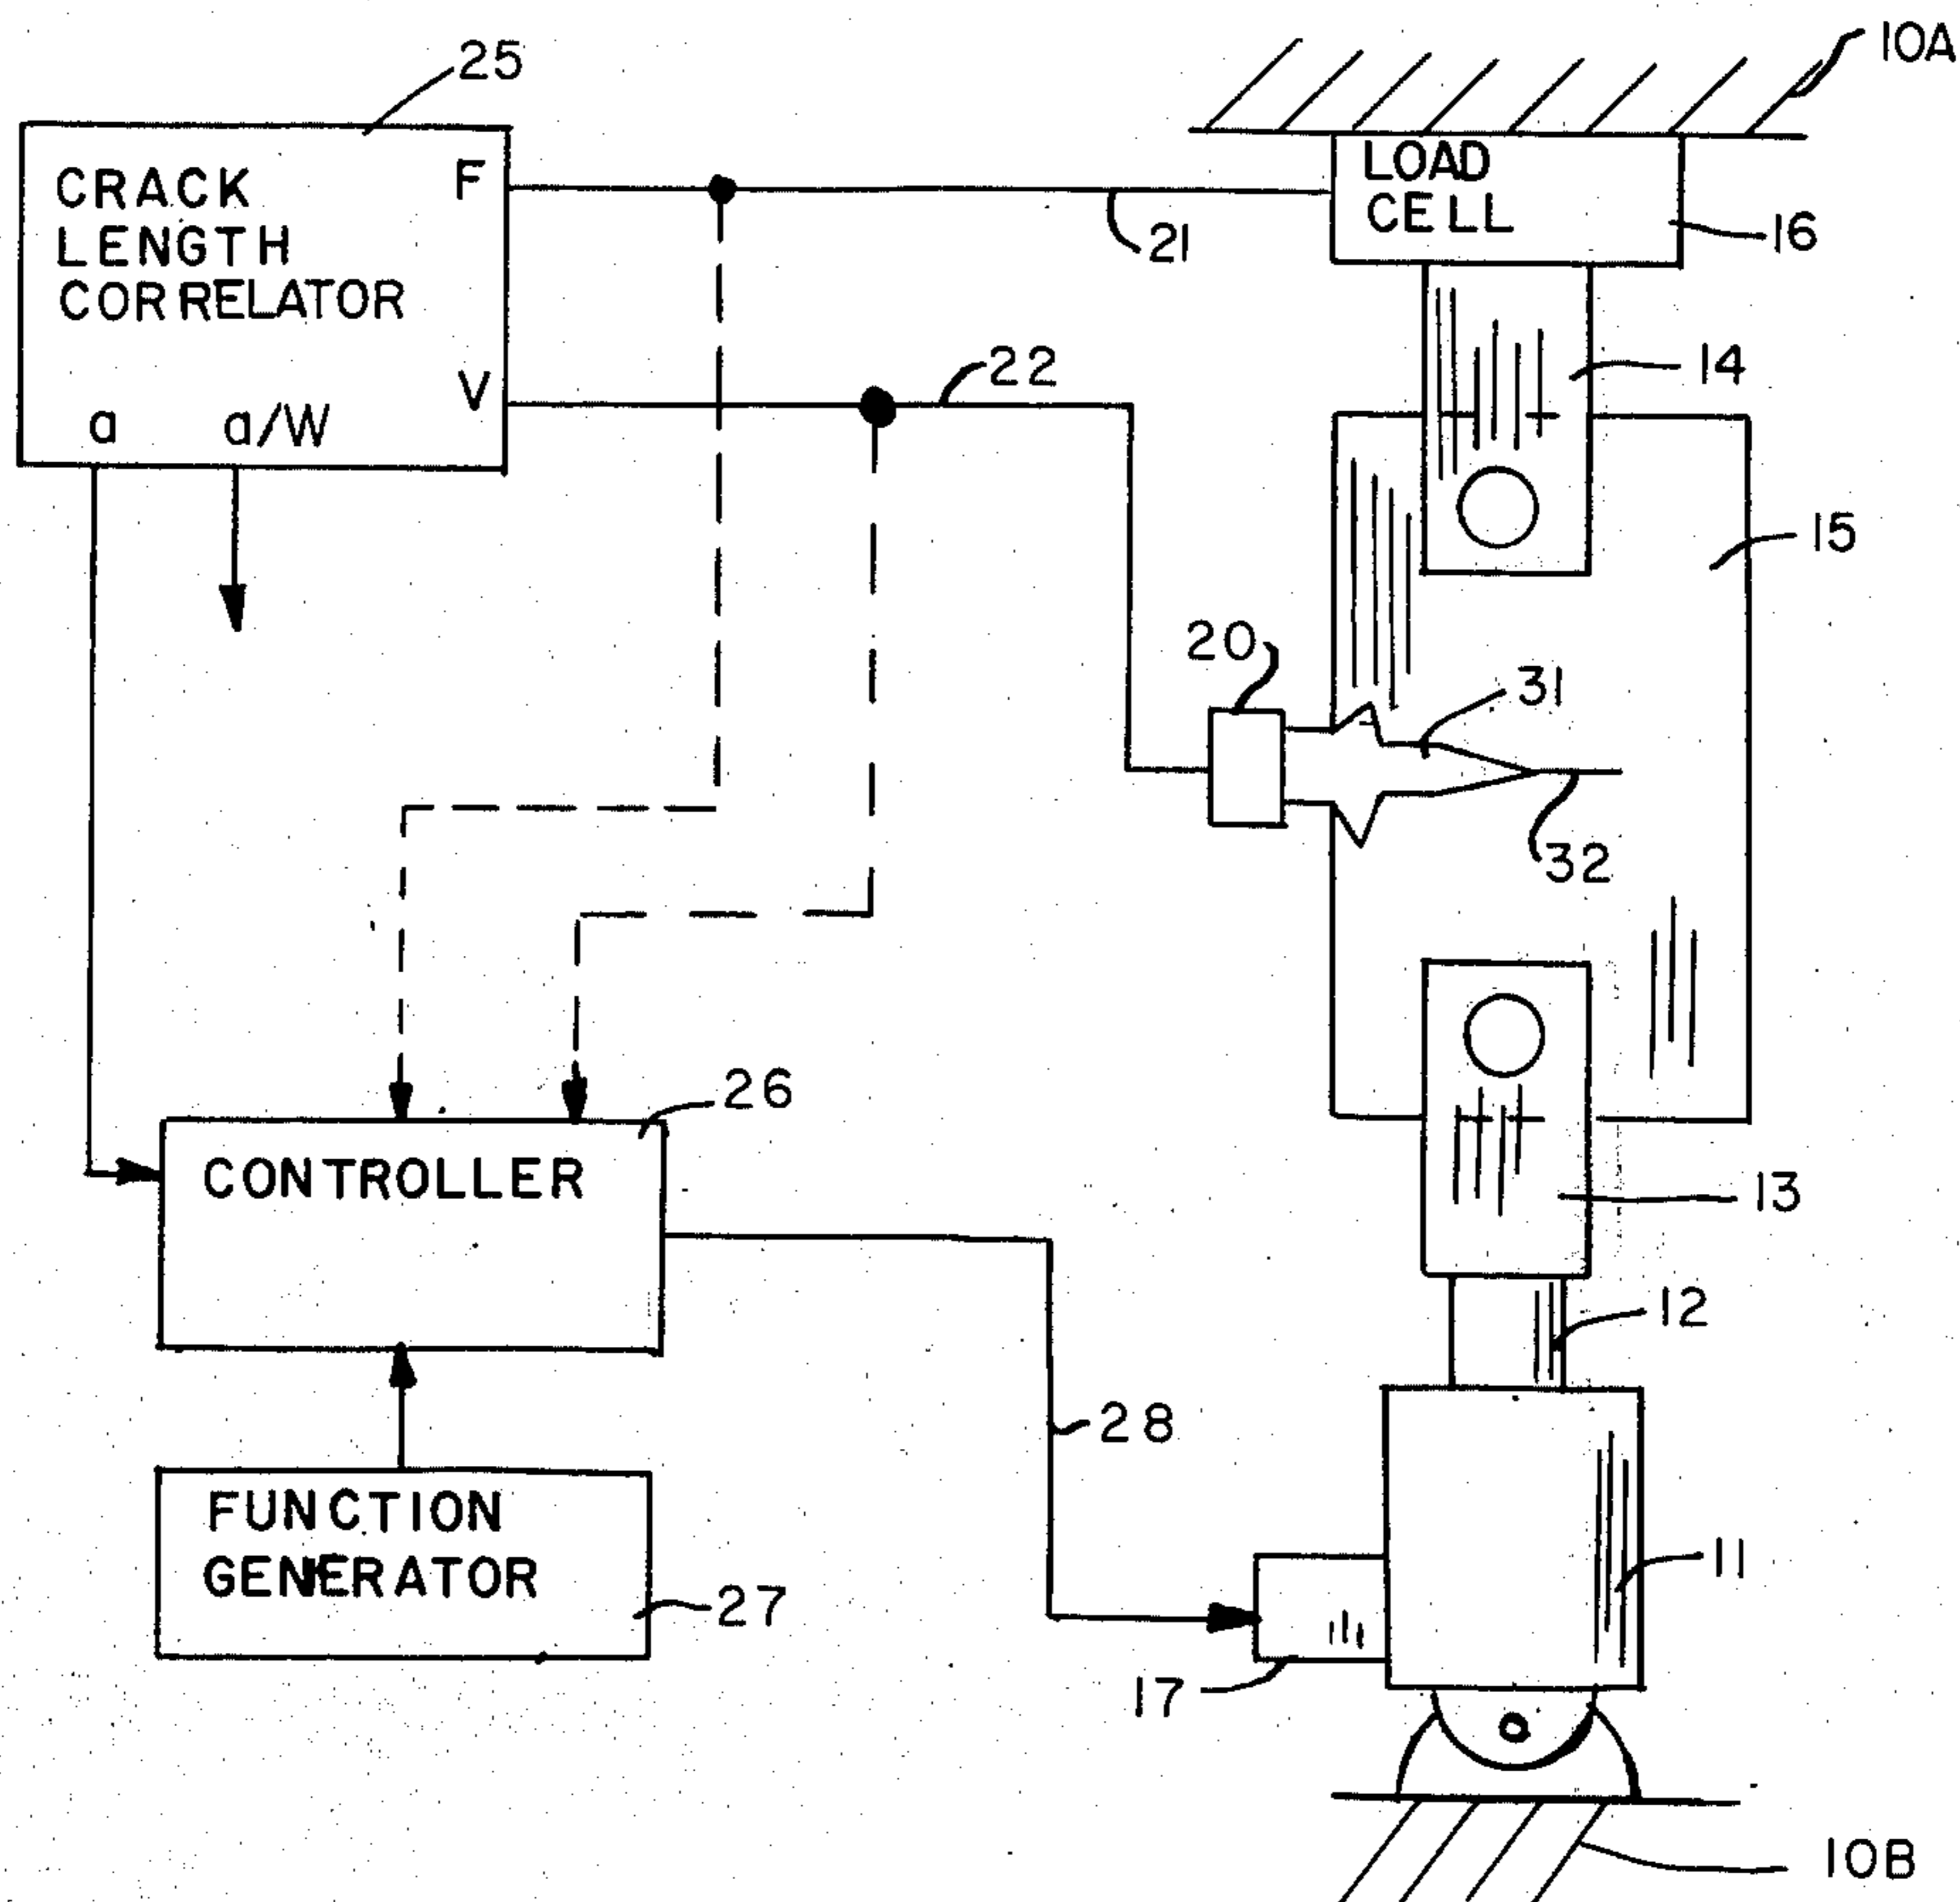 25
10A
CRACK
LENGTH
CORRELATOR
F
V
a
a/W
LOAD
CELL
16
21
22
14
15
20
31
32
26
CONTROLLER
13
12
28
FUNCTION
GENERATOR
27
11
17
10B